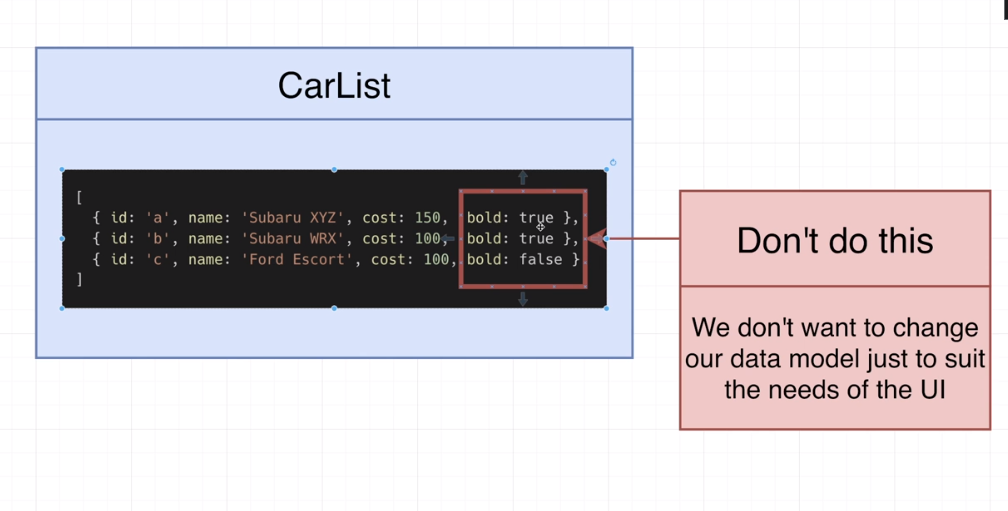 CarList
[
{ id: 'a', name: 'Subaru XYZ', cost: 150, bold: true },
{ id: 'b', name: 'Subaru WRX', cost: 100, bold: true },
{ id: 'c', name: 'Ford Escort', cost: 100, bold: false }
]
Don't do this
We don't want to change
our data model just to suit
the needs of the UI